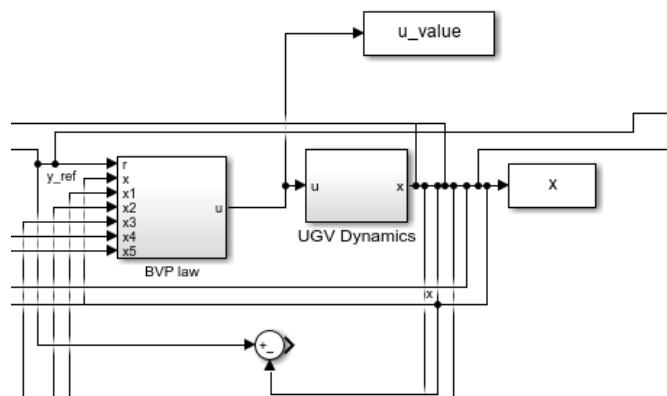 u_value
y_ref
r
x
x1
x2
x3
x4
x5
u
BVP law
u
x
UGV Dynamics
x
x
+
-